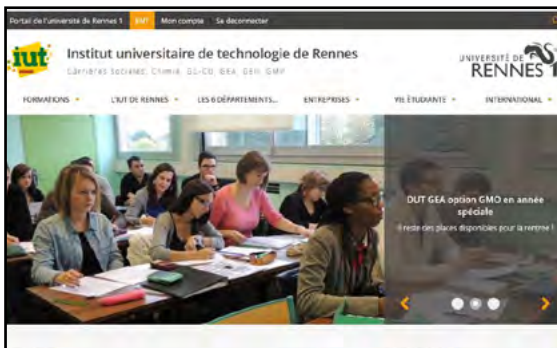 Portail de l'université de Rennes 1 ENT Mon compte Se déconnecter
iut
Institut universitaire de technologie de Rennes
Carrières Sociales, Chimie, GC-CD, GEA, GEII, GMP
UNIVERSITÉ DE
RENNES 1
FORMATIONS L'IUT DE RENNES LES 6 DÉPARTEMENTS... ENTREPRISES VIE ÉTUDIANTE INTERNATIONAL
DUT GEA option GMO en année
spéciale
Il reste des places disponibles pour la rentrée !